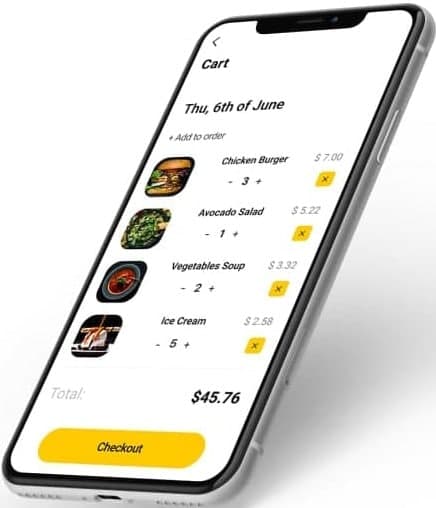 Cart
Thu, 6th of June
+ Add to order
Chicken Burger $ 7.00
- 3 + ×
Avocado Salad $ 5.22
- 1 + ×
Vegetables Soup $ 3.32
- 2 + ×
Ice Cream $ 2.58
- 5 + ×
Total: $45.76
Checkout